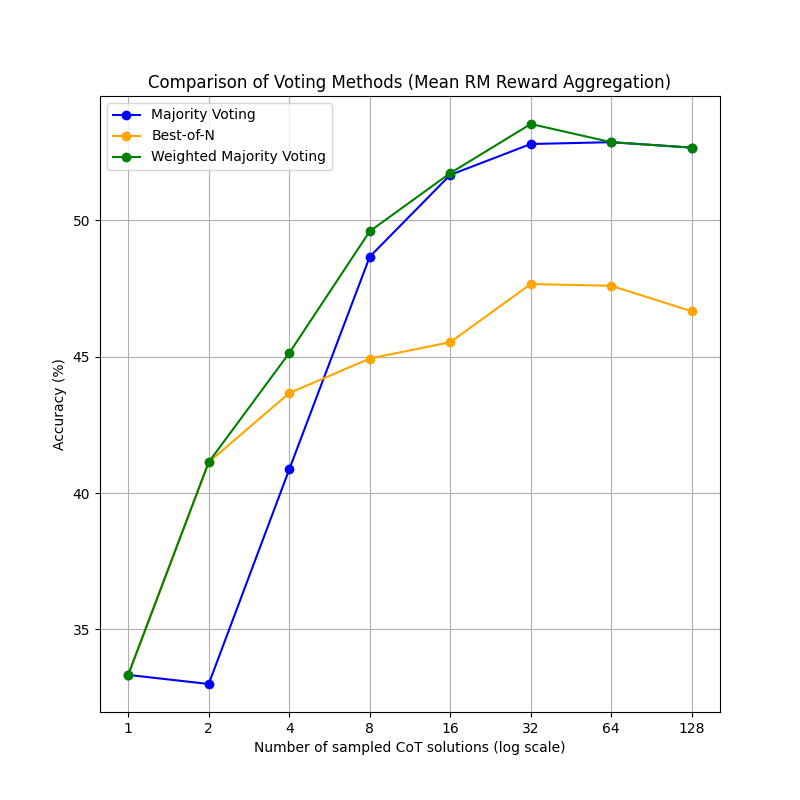 Comparison of Voting Methods (Mean RM Reward Aggregation)
Majority Voting
Best-of-N
Weighted Majority Voting
50
45
40
35
Accuracy (%)
1 2 4 8 16 32 64 128
Number of sampled CoT solutions (log scale)